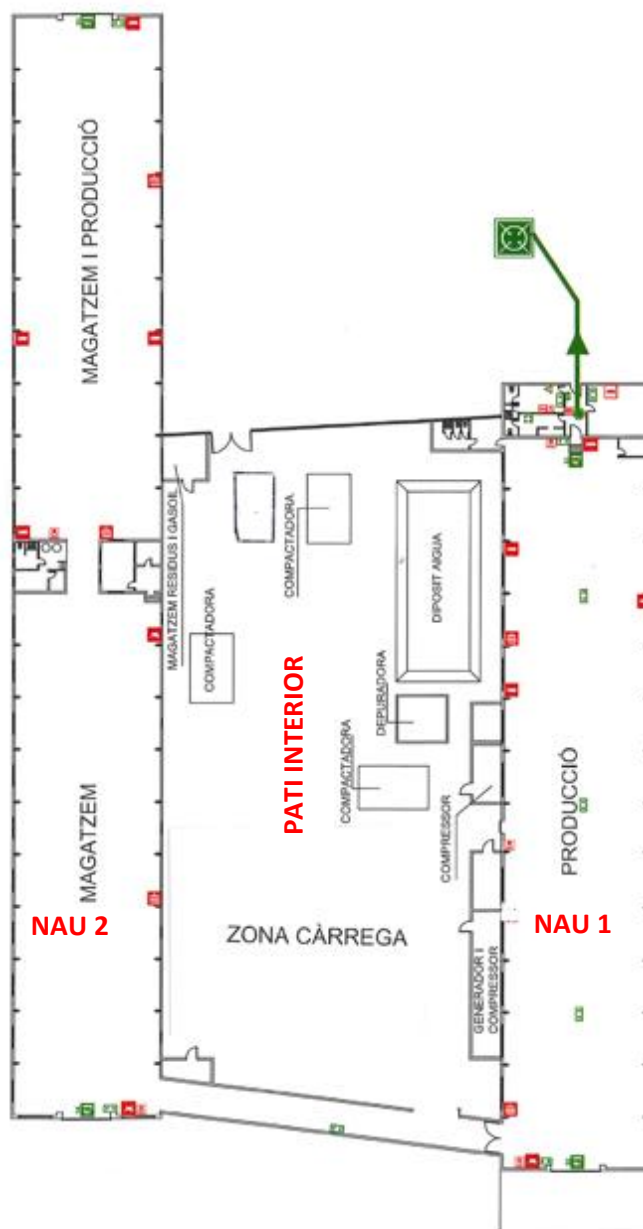 MAGATZEM I PRODUCCIÓ
MAGATZEM RESIDUS I GASOIL
COMPACTADORA
COMPACTADORA
DIPOSIT AIGUA
PATI INTERIOR
DEPURADORA
COMPACTADORA
COMPRESSOR
MAGATZEM
PRODUCCIÓ
NAU 2
ZONA CÀRREGA
NAU 1
GENERADOR I
COMPRESSOR